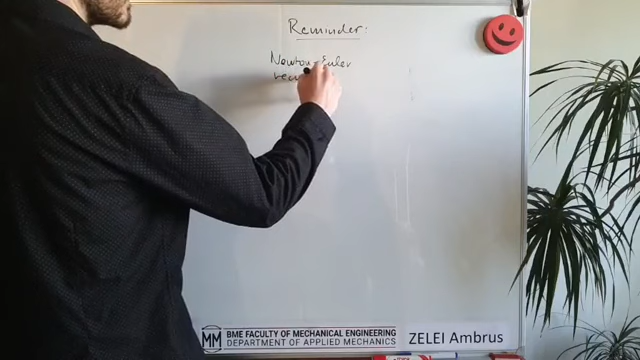 Reminder:
Newton-Euler
MM
BME FACULTY OF MECHANICAL ENGINEERING
DEPARTMENT OF APPLIED MECHANICS
ZELEI Ambrus